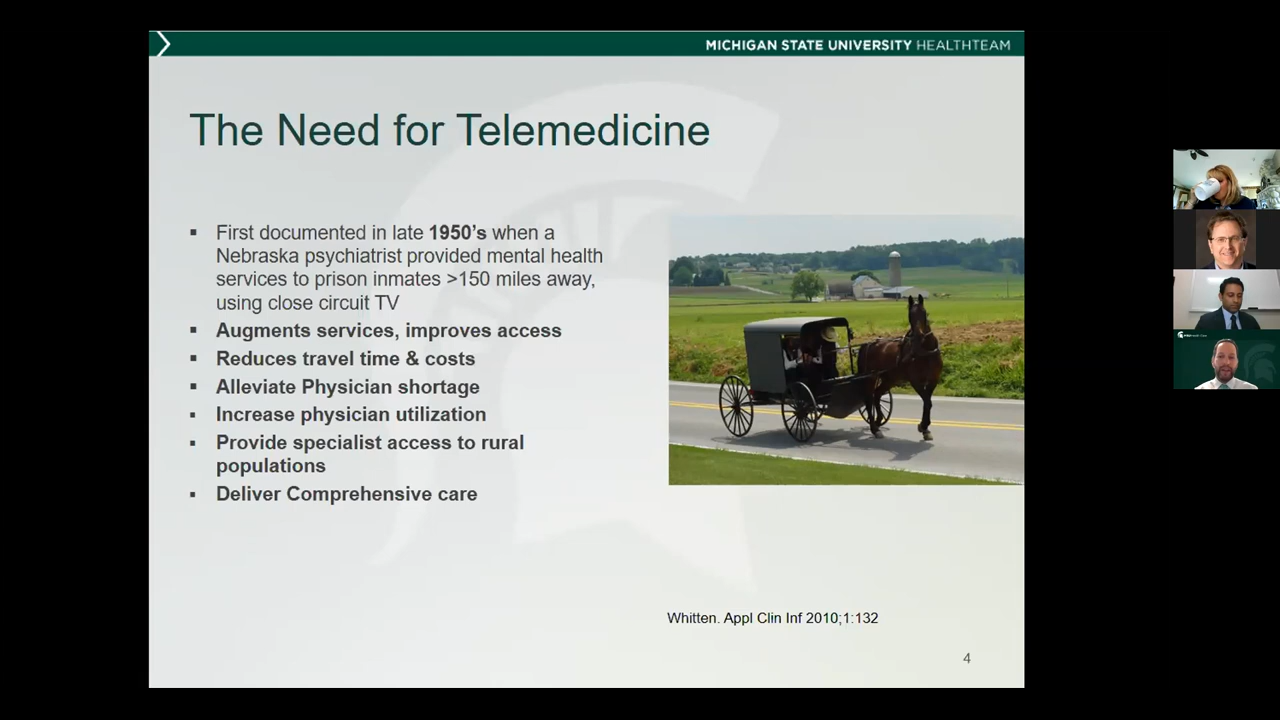 MICHIGAN STATE UNIVERSITY HEALTHTEAM
The Need for Telemedicine
▪ First documented in late 1950's when a
Nebraska psychiatrist provided mental health
services to prison inmates >150 miles away,
using close circuit TV
▪ Augments services, improves access
▪ Reduces travel time & costs
▪ Alleviate Physician shortage
▪ Increase physician utilization
▪ Provide specialist access to rural
populations
▪ Deliver Comprehensive care
Whitten. Appl Clin Inf 2010;1:132
4